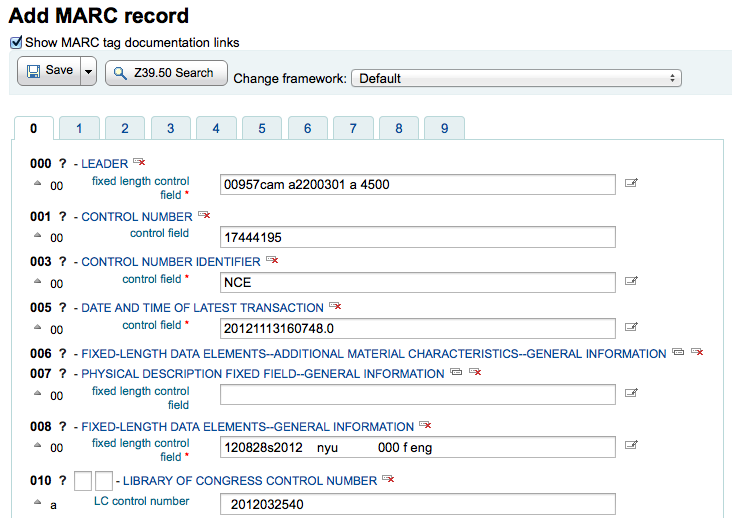 Add MARC record
Show MARC tag documentation links
Save Z39.50 Search Change framework: Default
0 1 2 3 4 5 6 7 8 9
000 ? - LEADER
00 fixed length control field * 00957cam a2200301 a 4500
001 ? - CONTROL NUMBER
00 control field 17444195
003 ? - CONTROL NUMBER IDENTIFIER
00 control field * NCE
005 ? - DATE AND TIME OF LATEST TRANSACTION
00 control field * 20121113160748.0
006 ? - FIXED-LENGTH DATA ELEMENTS--ADDITIONAL MATERIAL CHARACTERISTICS--GENERAL INFORMATION
007 ? - PHYSICAL DESCRIPTION FIXED FIELD--GENERAL INFORMATION
00 fixed length control field
008 ? - FIXED-LENGTH DATA ELEMENTS--GENERAL INFORMATION
00 fixed length control field * 120828s2012    nyu           000 f eng
010 ? - LIBRARY OF CONGRESS CONTROL NUMBER
a LC control number 2012032540